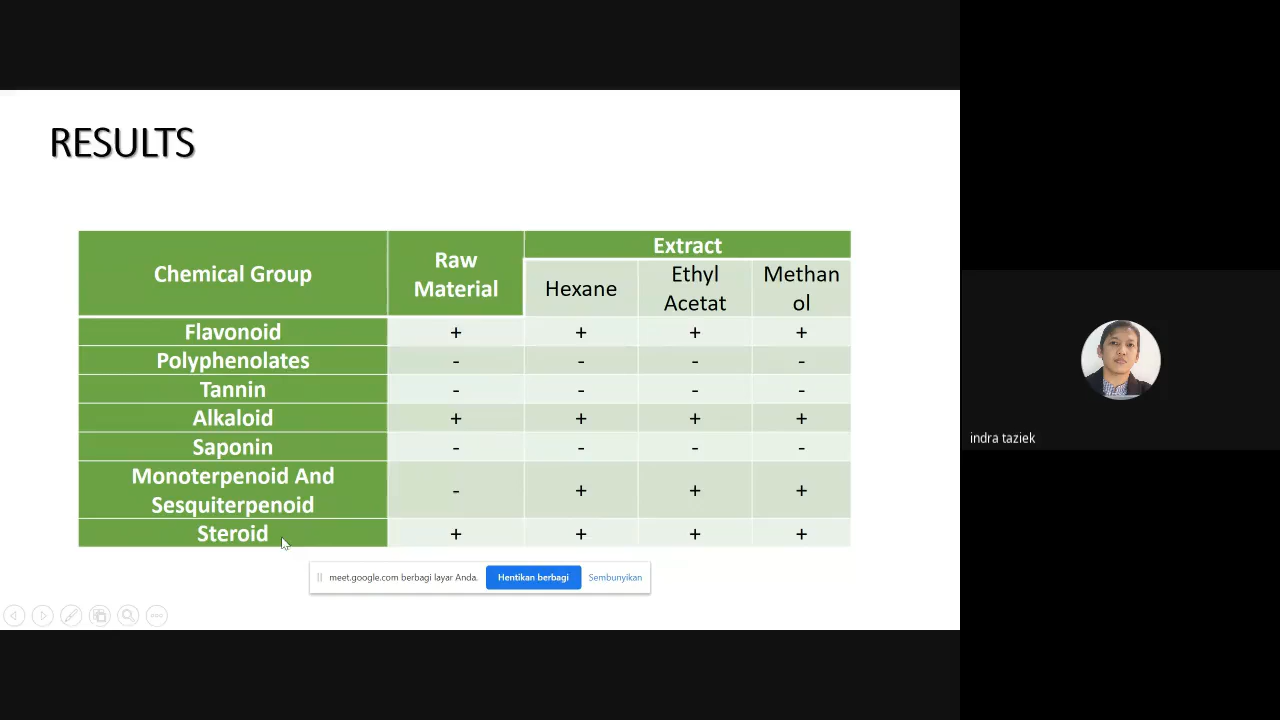 RESULTS
Chemical Group
Raw
Material
Extract
Hexane
Ethyl
Acetat
Methan
ol
Flavonoid + + + +
Polyphenolates - - - -
Tannin - - - -
Alkaloid + + + +
Saponin - - - -
Monoterpenoid And
Sesquiterpenoid - + + +
Steroid + + + +
meet.google.com berbagi layar Anda. Hentikan berbagi Sembunyikan
indra taziek